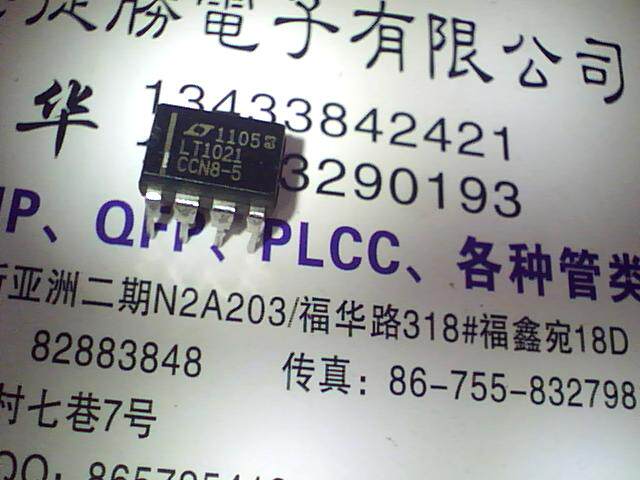 捷勝電子有限公司
华
13433842421
3290193
1105
LT1021
CCN8-5
IP、QFP、PLCC、各种管类
新亚洲二期N2A203/福华路318#福鑫宛18D
82883848
传真：86-755-832798
村七巷7号
QQ：